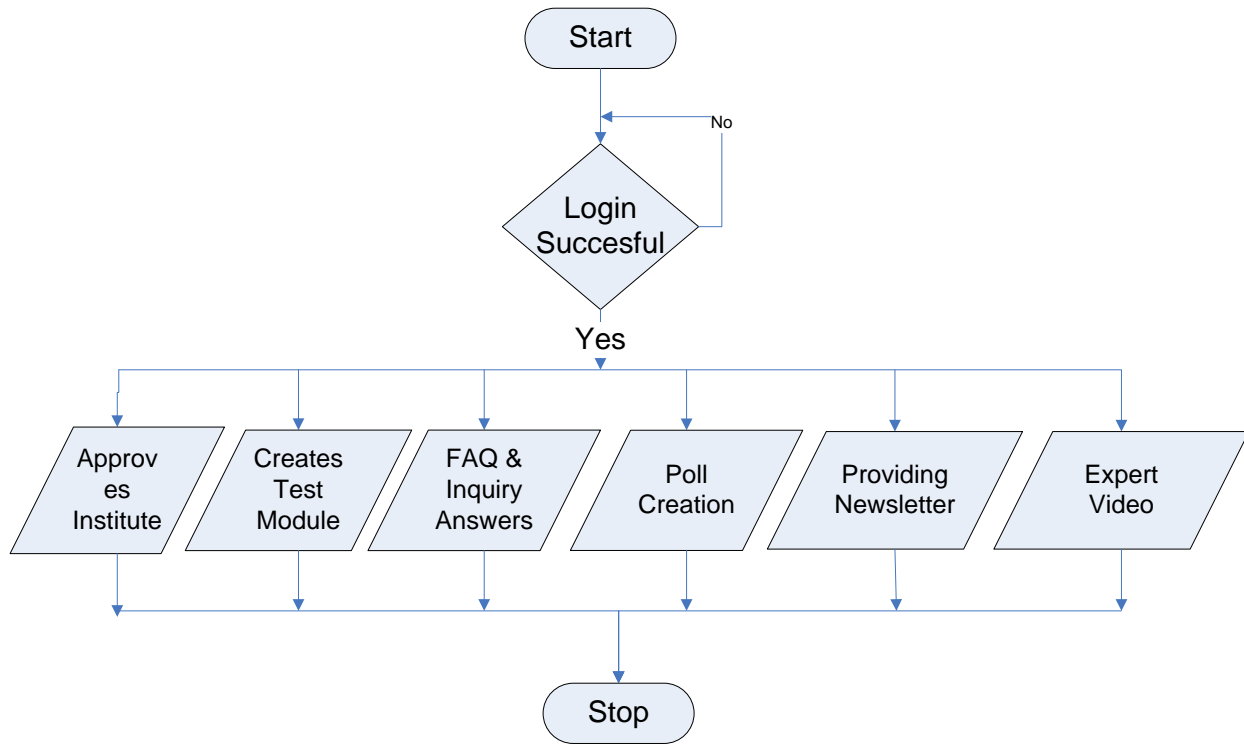 Start
No
Login
Succesful
Yes
Approv
es
Institute
Creates
Test
Module
FAQ &
Inquiry
Answers
Poll
Creation
Providing
Newsletter
Expert
Video
Stop